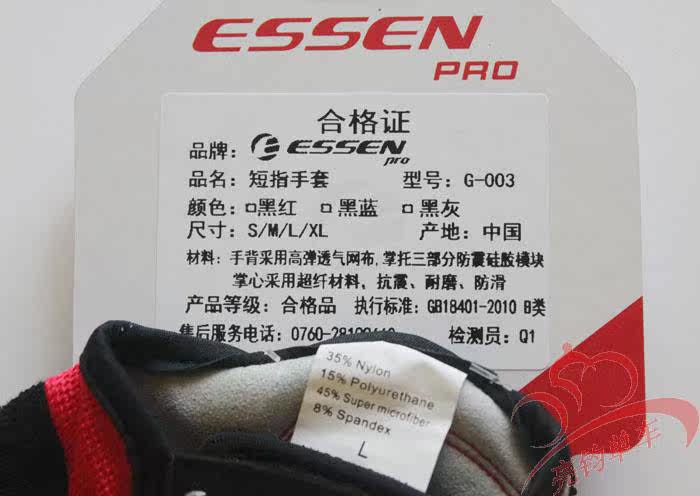 ESSEN
PRO
合格证
品牌: ESSEN pro
品名: 短指手套 型号: G-003
颜色: □黑红 □黑蓝 □黑灰
尺寸: S/M/L/XL 产地: 中国
材料: 手背采用高弹透气网布,掌托三部分防震硅胶模块
掌心采用超纤材料, 抗震、耐磨、防滑
产品等级: 合格品 执行标准: GB18401-2010 B类
售后服务电话: 检测员: Q1
35% Nylon
15% Polyurethane
45% Super microfiber
8% Spandex
L
亮钧单车